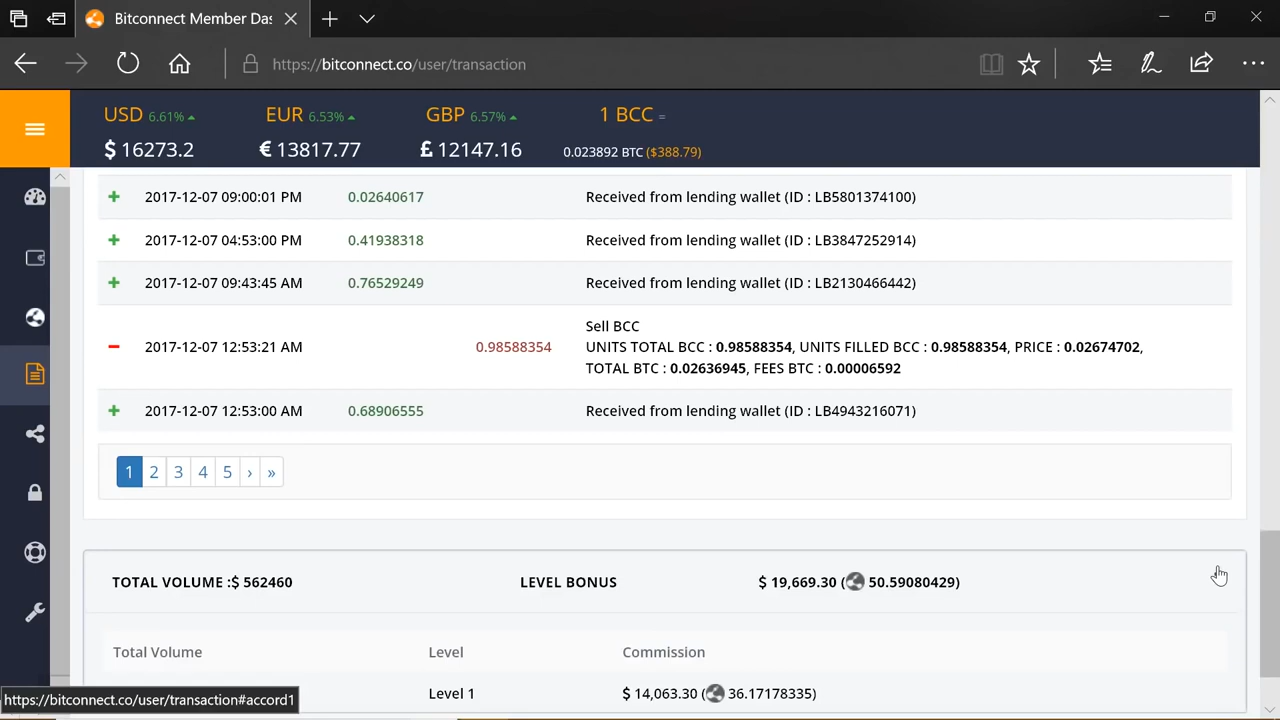 Bitconnect Member Das
https://bitconnect.co/user/transaction
USD 6.61% EUR 6.53% GBP 6.57% 1 BCC =
$ 16273.2 € 13817.77 £ 12147.16 0.023892 BTC ($388.79)
2017-12-07 09:00:01 PM 0.02640617 Received from lending wallet (ID : LB5801374100)
2017-12-07 04:53:00 PM 0.41938318 Received from lending wallet (ID : LB3847252914)
2017-12-07 09:43:45 AM 0.76529249 Received from lending wallet (ID : LB2130466442)
Sell BCC
2017-12-07 12:53:21 AM 0.98588354 UNITS TOTAL BCC : 0.98588354, UNITS FILLED BCC : 0.98588354, PRICE : 0.02674702,
TOTAL BTC : 0.02636945, FEES BTC : 0.00006592
2017-12-07 12:53:00 AM 0.68906555 Received from lending wallet (ID : LB4943216071)
1 2 3 4 5 › »
TOTAL VOLUME :$ 562460 LEVEL BONUS $ 19,669.30 ( 50.59080429)
Total Volume Level Commission
Level 1 $ 14,063.30 ( 36.17178335)
https://bitconnect.co/user/transaction#accord1